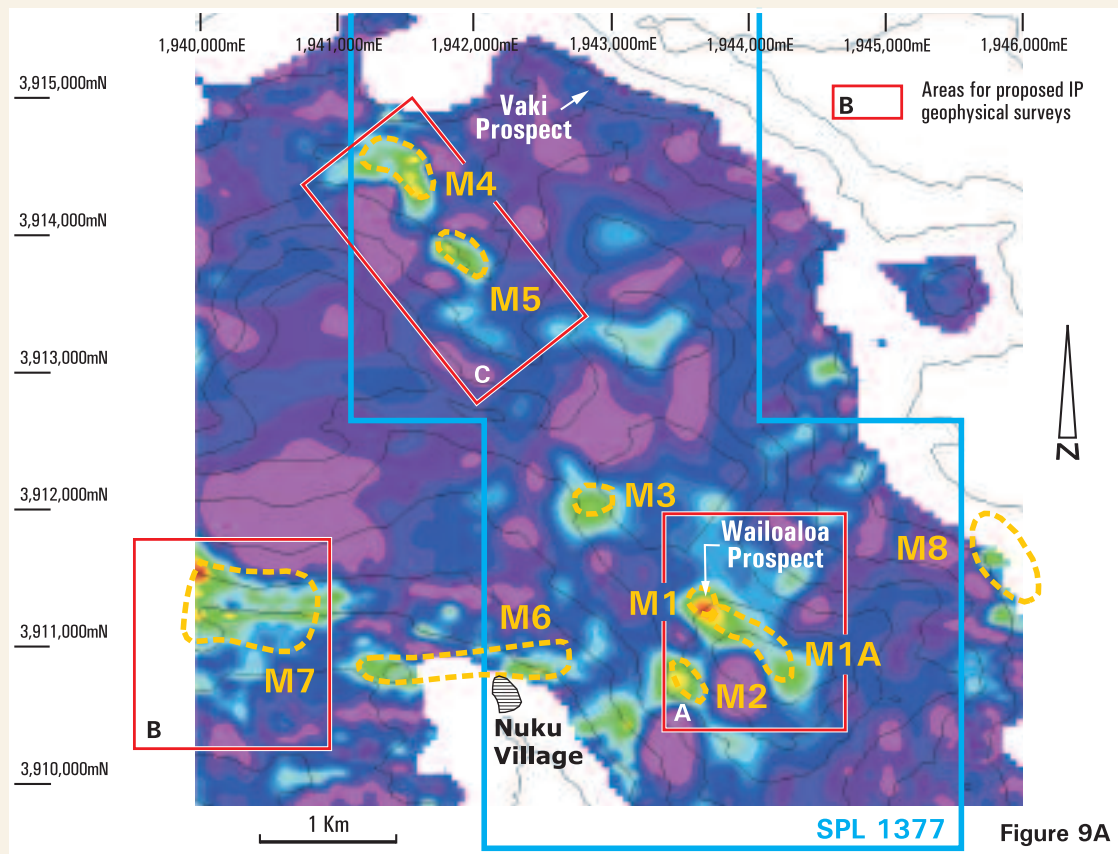 1,940,000mE 1,941,000mE 1,942,000mE 1,943,000mE 1,944,000mE 1,945,000mE 1,946,000mE
3,915,000mN
3,914,000mN
3,913,000mN
3,912,000mN
3,911,000mN
3,910,000mN
B
Areas for proposed IP
geophysical surveys
Vaki
Prospect
M4
M5
C
M3
Wailoaloa
Prospect
M8
M1
M1A
M2
A
M6
M7
B
Nuku
Village
N
1 Km
SPL 1377
Figure 9A